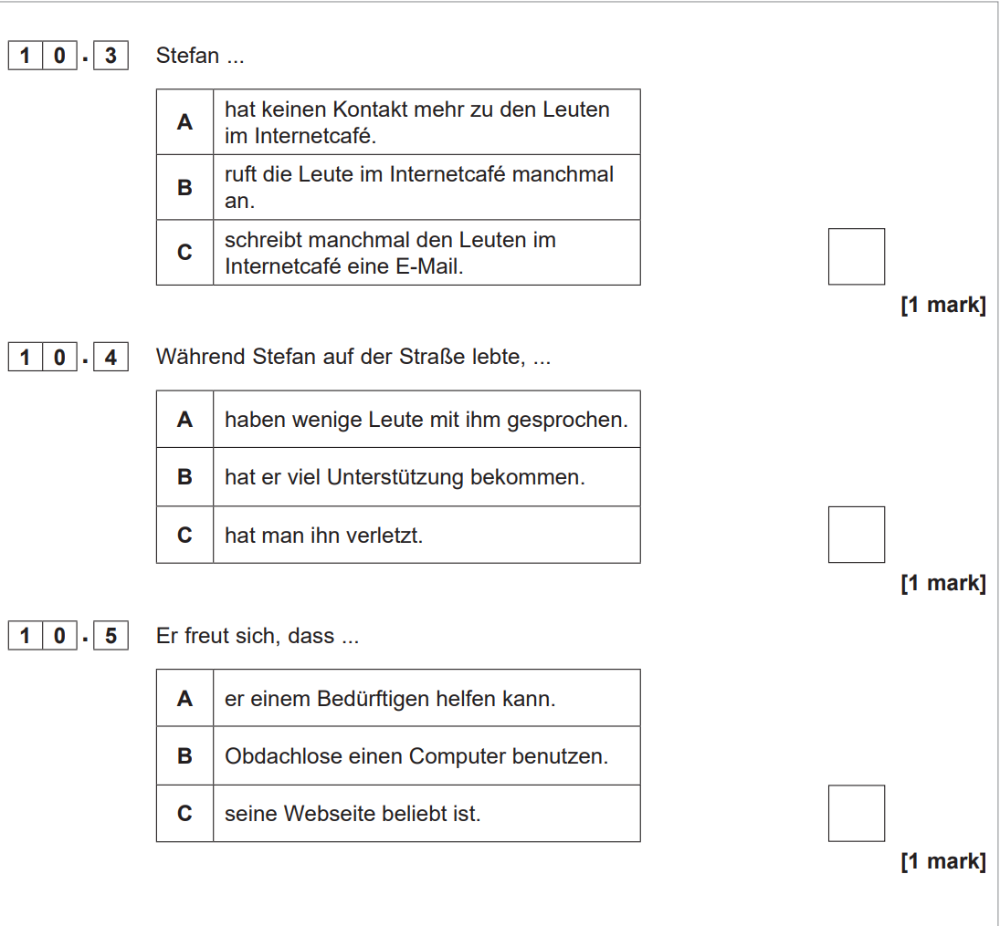 10.3 Stefan ...
A hat keinen Kontakt mehr zu den Leuten
im Internetcafé.
B ruft die Leute im Internetcafé manchmal
an.
C schreibt manchmal den Leuten im
Internetcafé eine E-Mail.
[1 mark]
10.4 Während Stefan auf der Straße lebte, ...
A haben wenige Leute mit ihm gesprochen.
B hat er viel Unterstützung bekommen.
C hat man ihn verletzt.
[1 mark]
10.5 Er freut sich, dass ...
A er einem Bedürftigen helfen kann.
B Obdachlose einen Computer benutzen.
C seine Webseite beliebt ist.
[1 mark]